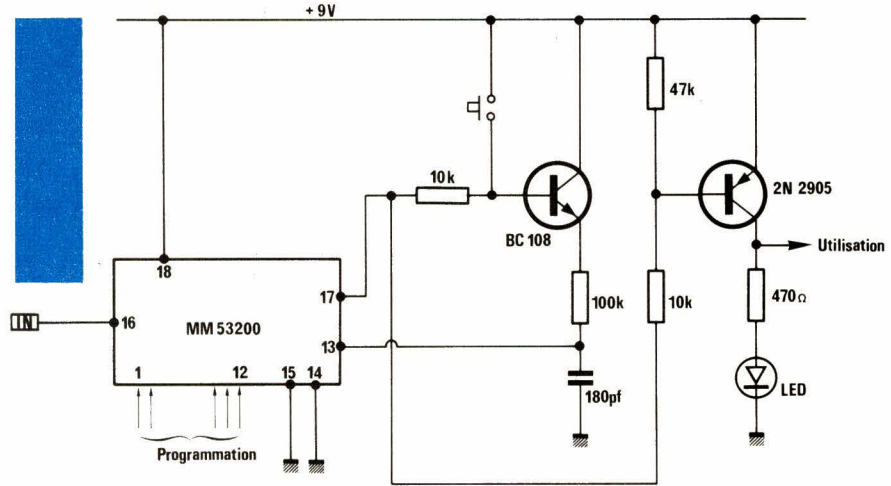 + 9V
47k
10k
2N 2905
BC 108
Utilisation
18
17
100k
10k
470Ω
IN
16
MM 53200
13
1
12
15
14
180pf
LED
Programmation